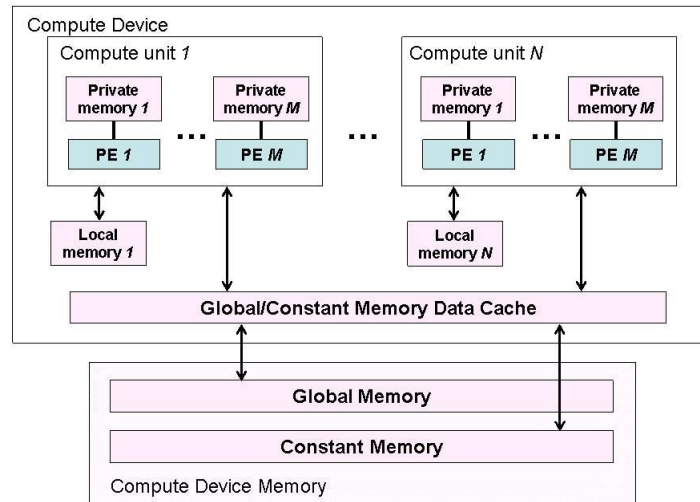 Compute Device
Compute unit 1
Compute unit N
Private
memory 1
Private
memory M
Private
memory 1
Private
memory M
...
...
...
PE 1
PE M
PE 1
PE M
Local
memory 1
Local
memory N
Global/Constant Memory Data Cache
Global Memory
Constant Memory
Compute Device Memory